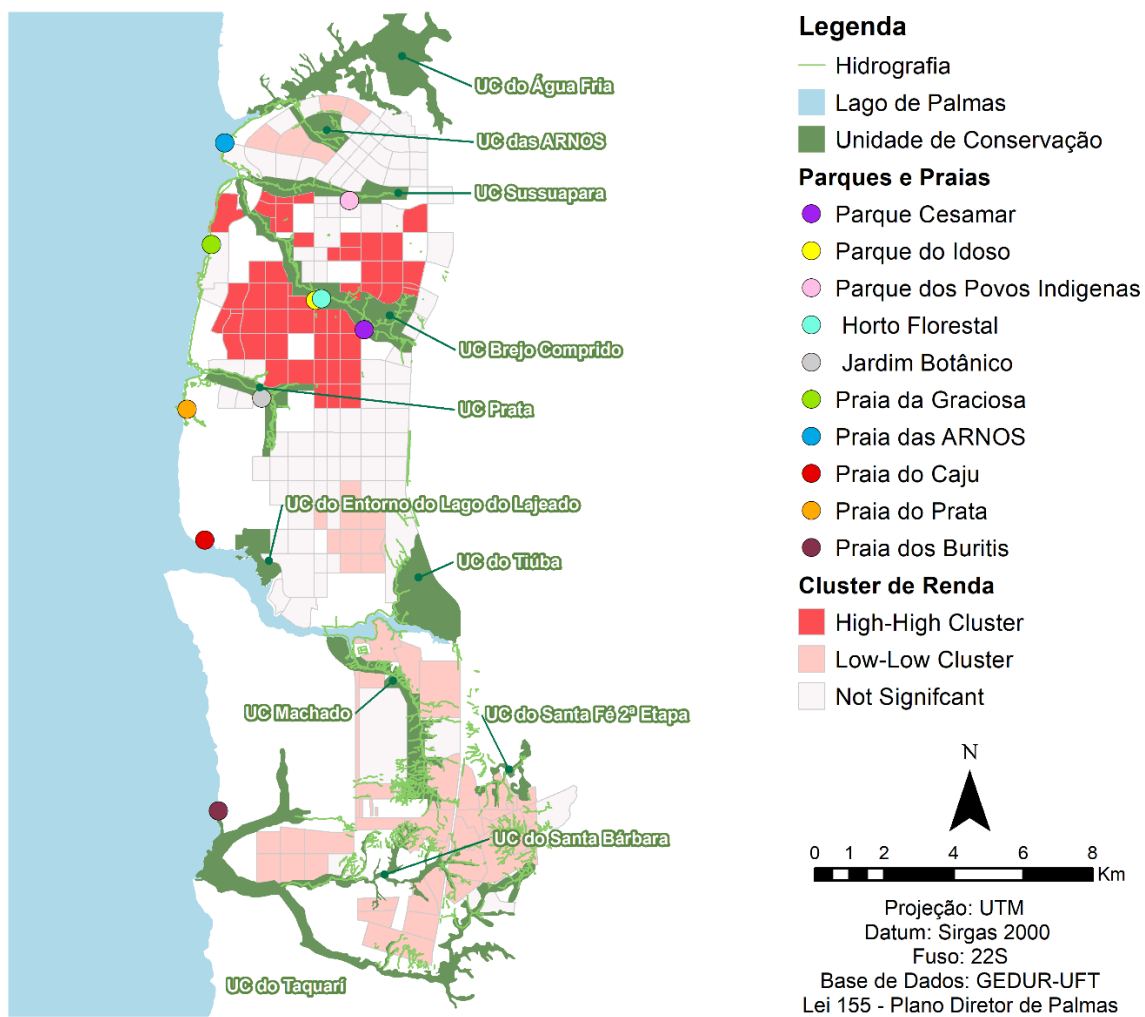 UC do Água Fria
UC das ARNOS
UC Sussuapara
UC Brejo Comprido
UC Prata
UC do Entorno do Lago do Lajeado
UC do Tiúba
UC Machado
UC do Santa Fé 2ª Etapa
UC do Santa Bárbara
UC do Taquarí
Legenda
Hidrografia
Lago de Palmas
Unidade de Conservação
Parques e Praias
Parque Cesamar
Parque do Idoso
Parque dos Povos Indigenas
Horto Florestal
Jardim Botânico
Praia da Graciosa
Praia das ARNOS
Praia do Caju
Praia do Prata
Praia dos Buritis
Cluster de Renda
High-High Cluster
Low-Low Cluster
Not Signifcant
N
0 1 2 4 6 8
Km
Projeção: UTM
Datum: Sirgas 2000
Fuso: 22S
Base de Dados: GEDUR-UFT
Lei 155 - Plano Diretor de Palmas